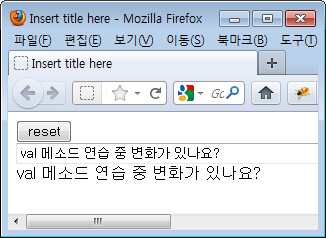 Insert title here - Mozilla Firefox
파일(F) 편집(E) 보기(V) 이동(S) 북마크(B) 도구(T)
Insert title here
reset
val 메소드 연습 중 변화가 있나요?
val 메소드 연습 중 변화가 있나요?